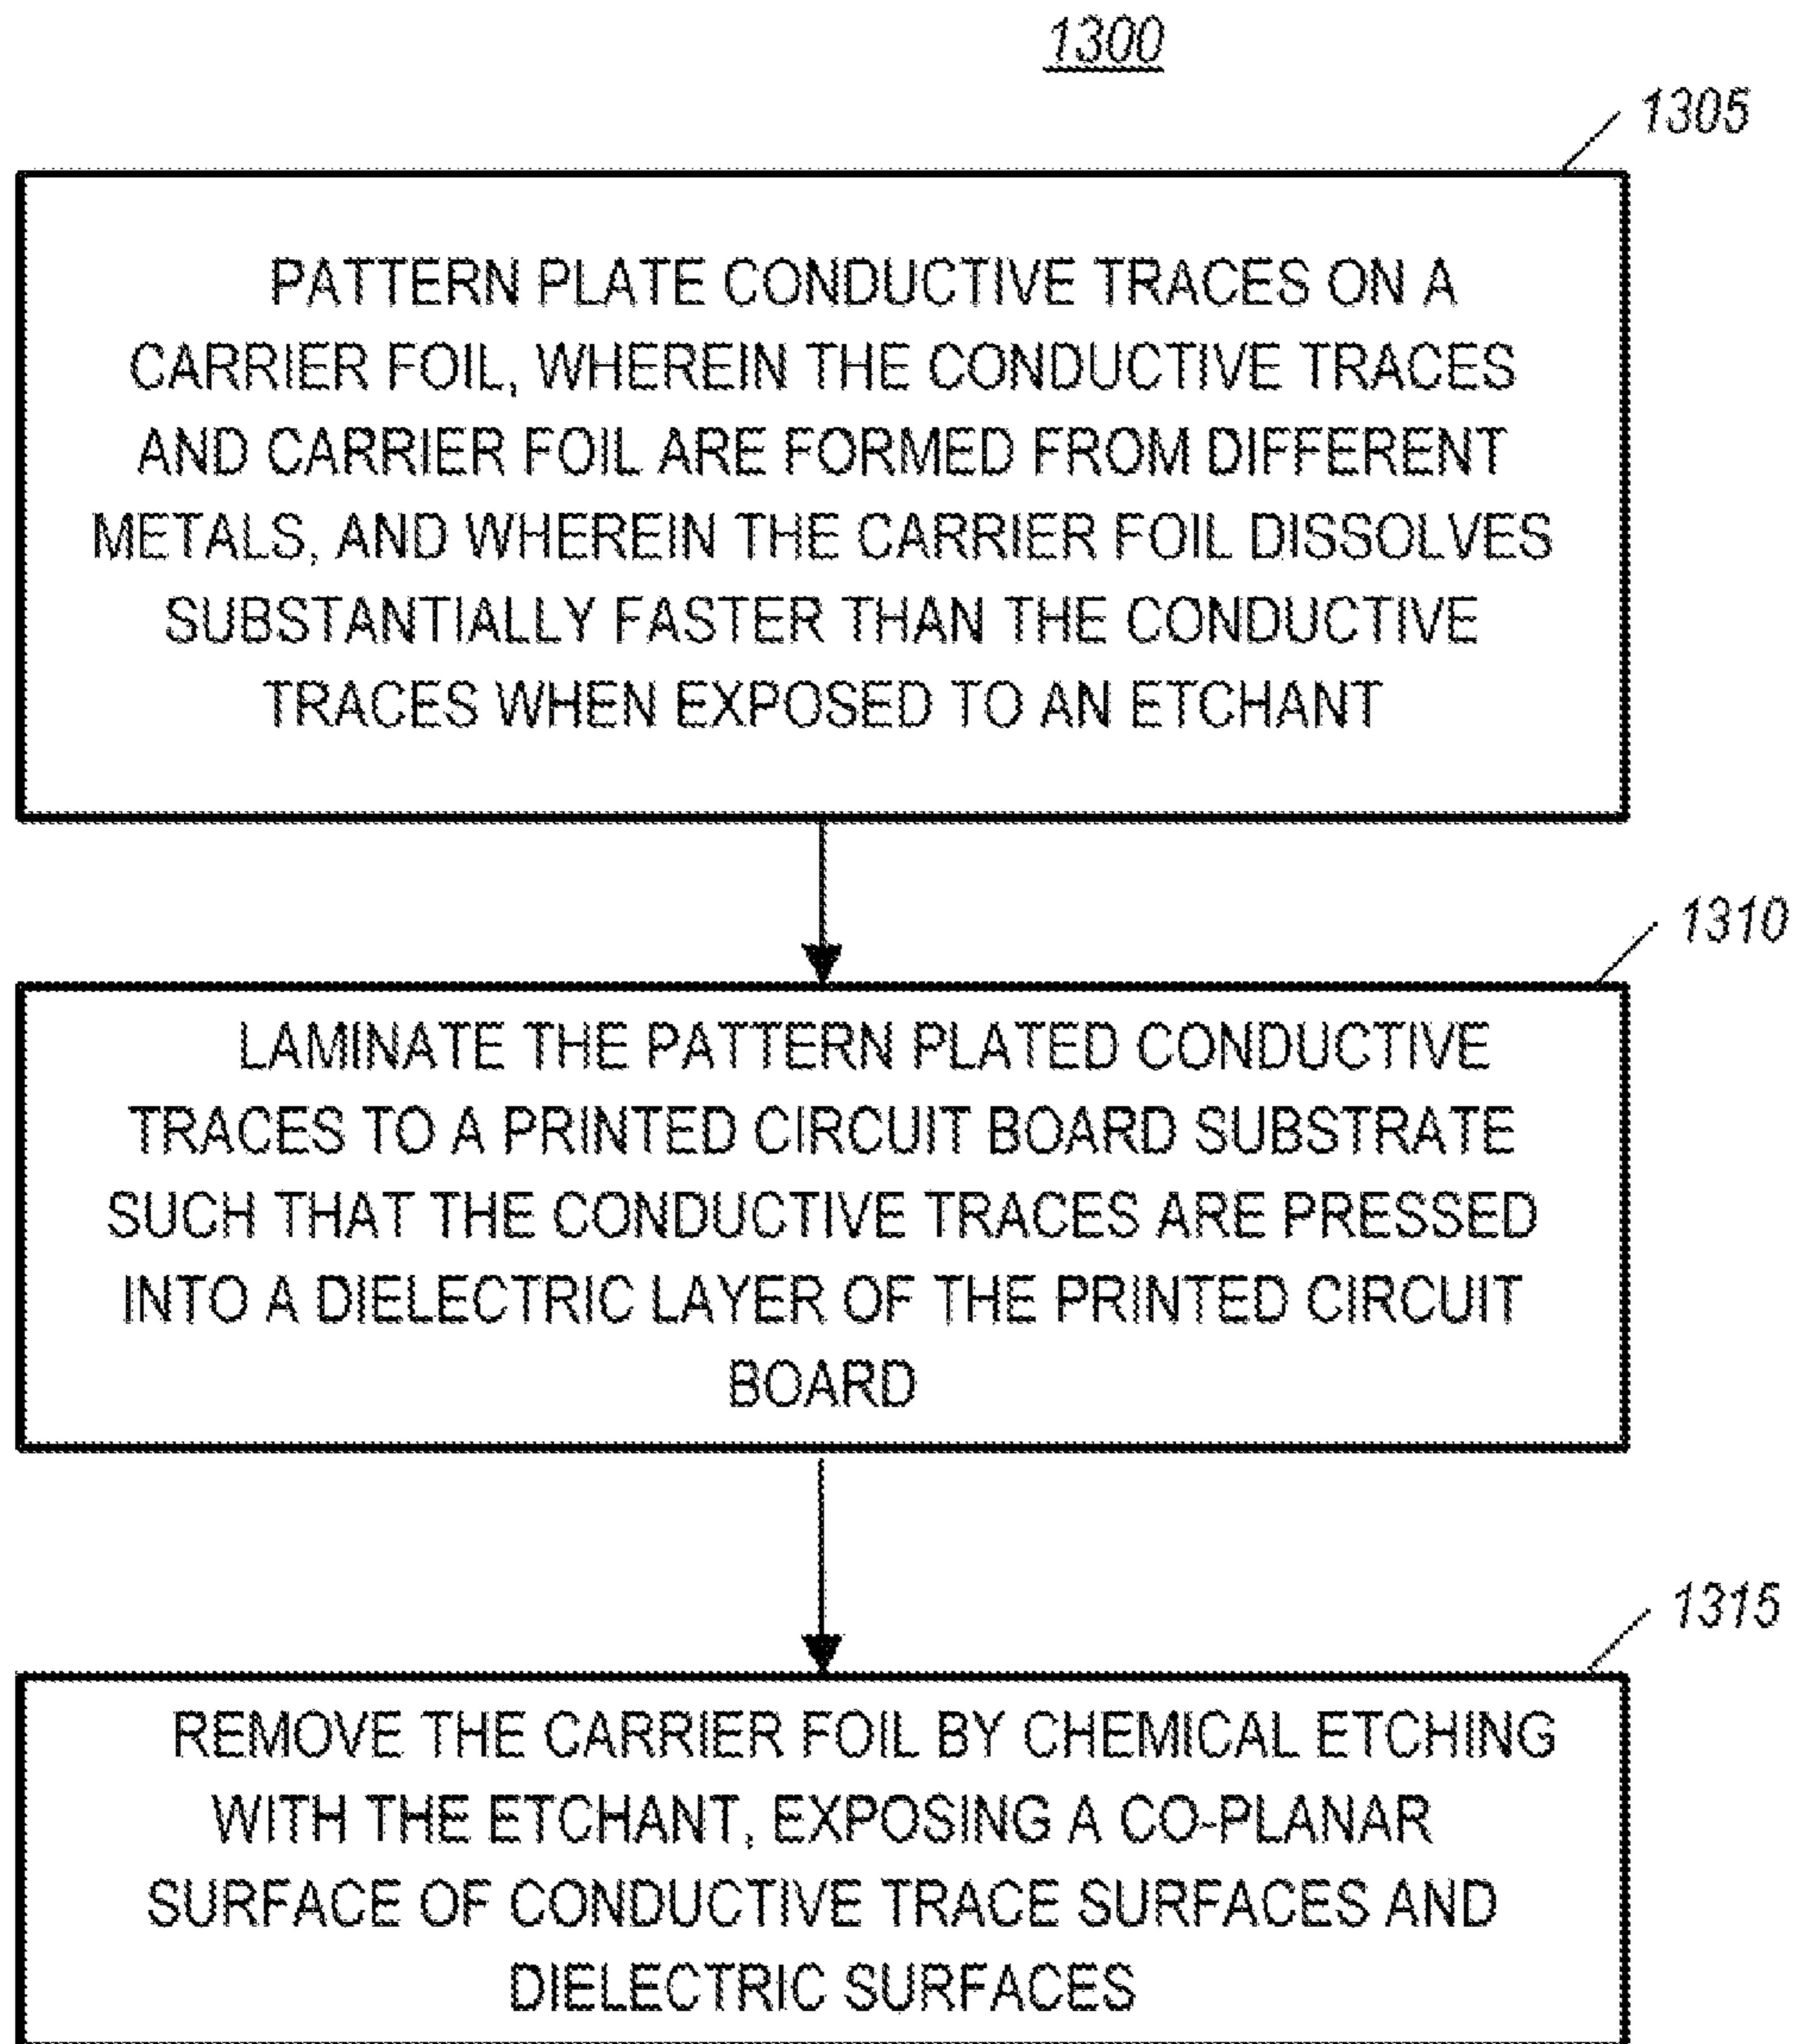 1300
1305
PATTERN PLATE CONDUCTIVE TRACES ON A
CARRIER FOIL, WHEREIN THE CONDUCTIVE TRACES
AND CARRIER FOIL ARE FORMED FROM DIFFERENT
METALS, AND WHEREIN THE CARRIER FOIL DISSOLVES
SUBSTANTIALLY FASTER THAN THE CONDUCTIVE
TRACES WHEN EXPOSED TO AN ETCHANT
1310
LAMINATE THE PATTERN PLATED CONDUCTIVE
TRACES TO A PRINTED CIRCUIT BOARD SUBSTRATE
SUCH THAT THE CONDUCTIVE TRACES ARE PRESSED
INTO A DIELECTRIC LAYER OF THE PRINTED CIRCUIT
BOARD
1315
REMOVE THE CARRIER FOIL BY CHEMICAL ETCHING
WITH THE ETCHANT, EXPOSING A CO-PLANAR
SURFACE OF CONDUCTIVE TRACE SURFACES AND
DIELECTRIC SURFACES